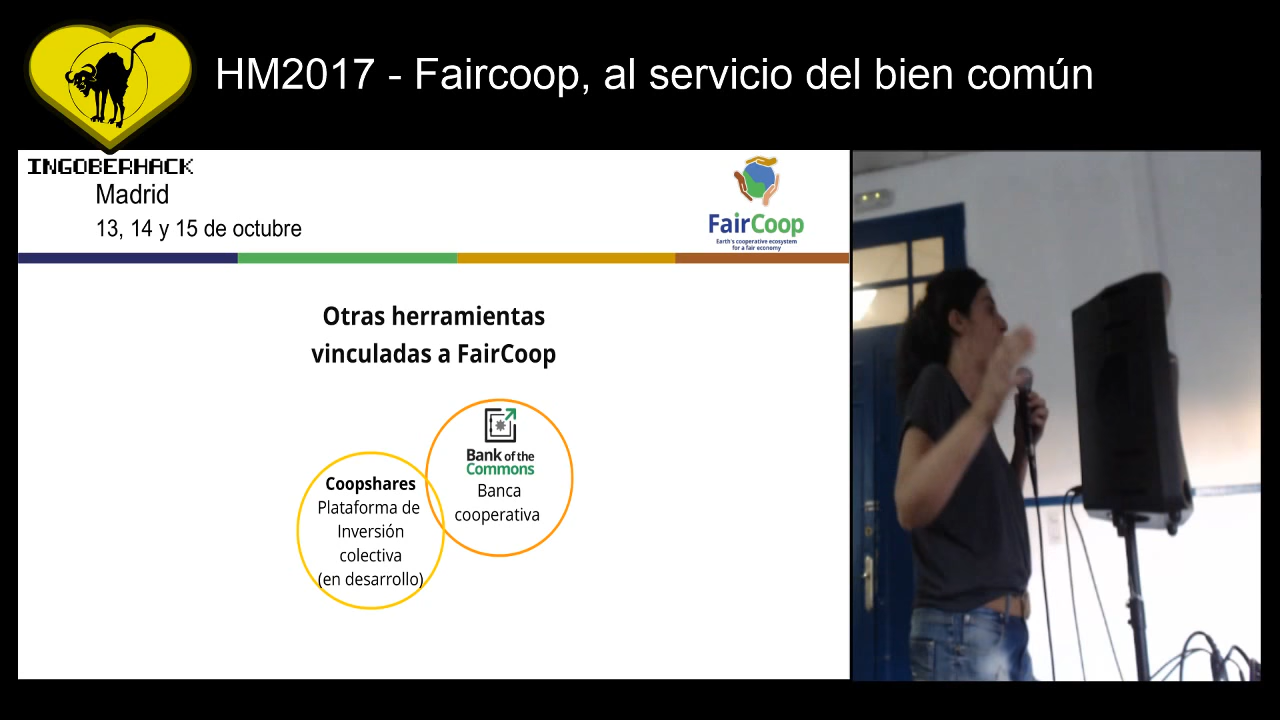 HM2017 - Faircoop, al servicio del bien común
INGOBERHACK
Madrid
13, 14 y 15 de octubre
FairCoop
Earth's cooperative ecosystem
for a fair economy
Otras herramientas
vinculadas a FairCoop
Bank of the
Commons
Banca
cooperativa
Coopshares
Plataforma de
Inversión
colectiva
(en desarrollo)